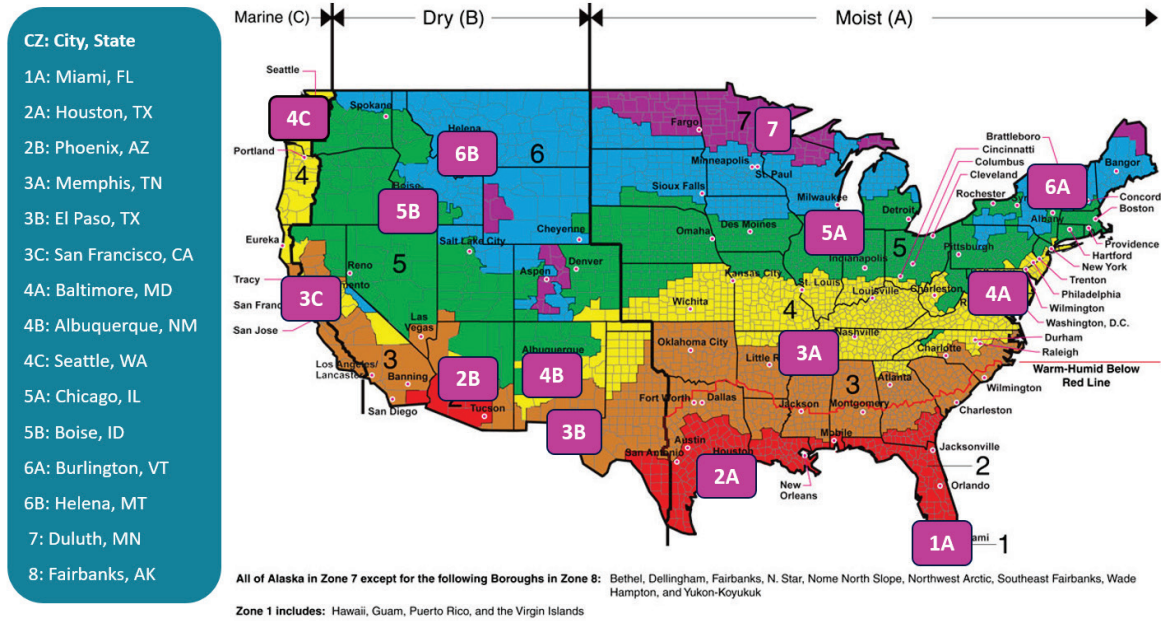 CZ: City, State
1A: Miami, FL
2A: Houston, TX
2B: Phoenix, AZ
3A: Memphis, TN
3B: El Paso, TX
3C: San Francisco, CA
4A: Baltimore, MD
4B: Albuquerque, NM
4C: Seattle, WA
5A: Chicago, IL
5B: Boise, ID
6A: Burlington, VT
6B: Helena, MT
7: Duluth, MN
8: Fairbanks, AK
Marine (C)
Dry (B)
Moist (A)
Seattle
4C
Spokane
Portland
4
Helena
6B
6
Boise
5B
Fargo
7
7
Minneapolis
St. Paul
Sioux Falls
Milwaukee
Brattleboro
Cincinnatti
Columbus
Cleveland
Rochester
6A
Bangor
Albany
Concord
Boston
Providence
Hartford
New York
Trenton
Philadelphia
Wilmington
Washington, D.C.
Detroit
5A
5
Pittsburgh
Indianapolis
Omaha
Des Moines
Cheyenne
Salt Lake City
Eureka
Reno
5
Aspen
Denver
Tracy
3C
San Jose
Las
Vegas
Kansas City
St. Louis
Louisville
Charleston
4A
Wichita
4
Nashville
Durham
Raleigh
Charlotte
Warm-Humid Below
Red Line
Wilmington
3
Los Angeles/
Lancaster
Banning
San Diego
2B
Tucson
Albuquerque
4B
3B
Oklahoma City
Little
3A
3
Atlanta
Fort Worth
Dallas
Jackson
Montgomery
Charleston
Mobile
Austin
San Antonio
Houston
2A
New
Orleans
Jacksonville
2
Orlando
1A
1
All of Alaska in Zone 7 except for the following Boroughs in Zone 8: Bethel, Dellingham, Fairbanks, N. Star, Nome North Slope, Northwest Arctic, Southeast Fairbanks, Wade
Hampton, and Yukon-Koyukuk
Zone 1 includes: Hawaii, Guam, Puerto Rico, and the Virgin Islands